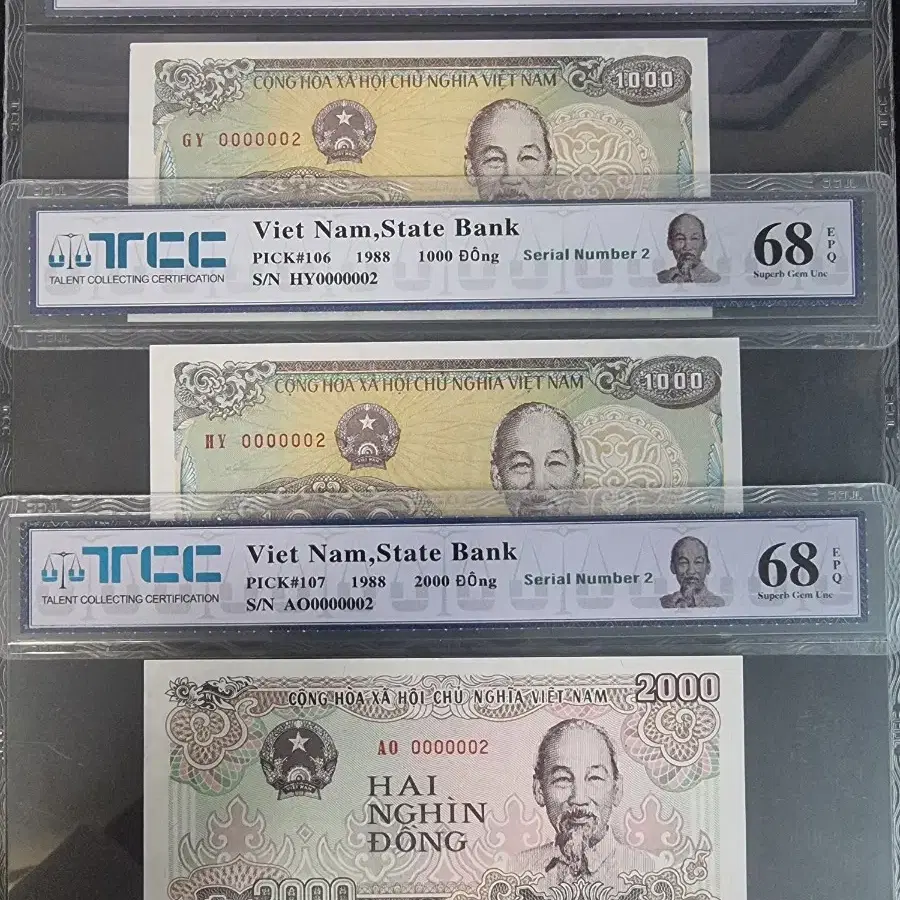 CỘNG HÒA XÃ HỘI CHỦ NGHĨA VIỆT NAM
1000
GY 0000002
TCC
TALENT COLLECTING CERTIFICATION
Viet Nam,State Bank
PICK#106 1988 1000 ĐÔng Serial Number 2
S/N HY0000002
68 EPQ
Superb Gem Unc
CỘNG HÒA XÃ HỘI CHỦ NGHĨA VIỆT NAM
1000
HY 0000002
TCC
TALENT COLLECTING CERTIFICATION
Viet Nam,State Bank
PICK#107 1988 2000 ĐÔng Serial Number 2
S/N AO0000002
68 EPQ
Superb Gem Unc
CỘNG HÒA XÃ HỘI CHỦ NGHĨA VIỆT NAM
2000
AO 0000002
HAI
NGHÌN
ĐỒNG
2000